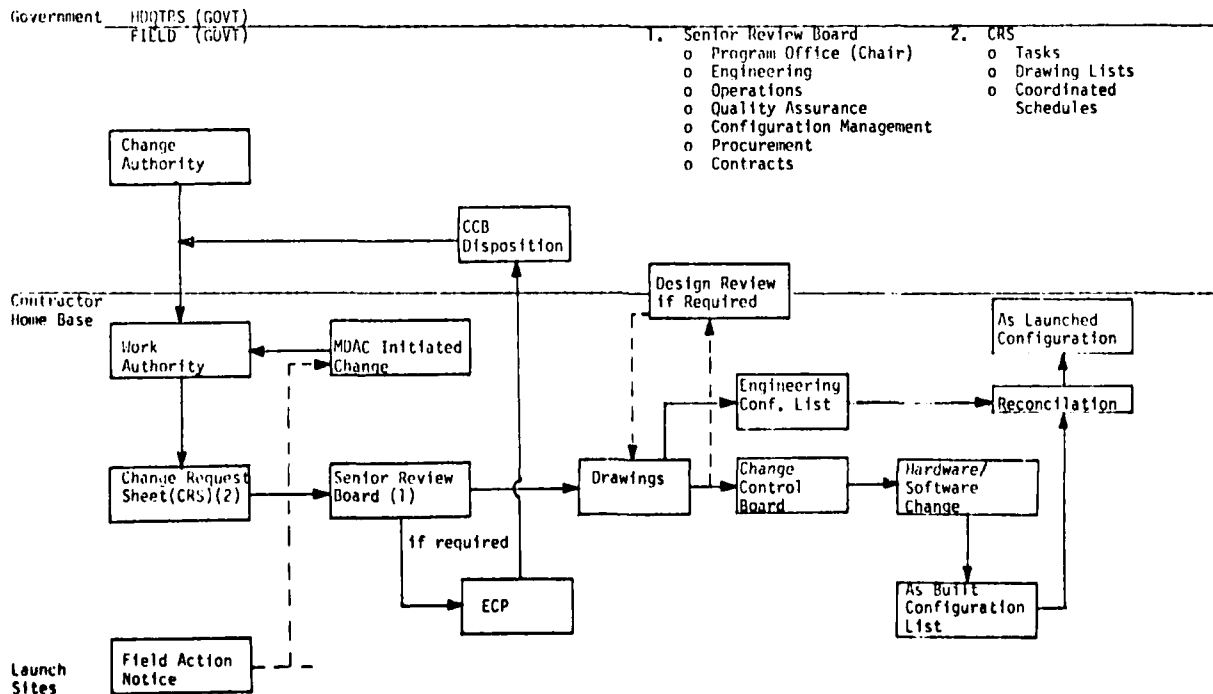 Government HDQTRS (GOVT)
FIELD (GOVT)
1. Senior Review Board
o Program Office (Chair)
o Engineering
o Operations
o Quality Assurance
o Configuration Management
o Procurement
o Contracts
2. CRS
o Tasks
o Drawing Lists
o Coordinated
Schedules
Change
Authority
CCB
Disposition
Design Review
if Required
Contractor
Home Base
As Launched
Configuration
Work
Authority
MDAC Initiated
Change
Engineering
Conf. List
Reconcilation
Change Request
Sheet(CRS)(2)
Senior Review
Board (1)
Drawings
Change
Control
Board
Hardware/
Software
Change
if required
ECP
As Built
Configuration
List
Field Action
Notice
Launch
Sites